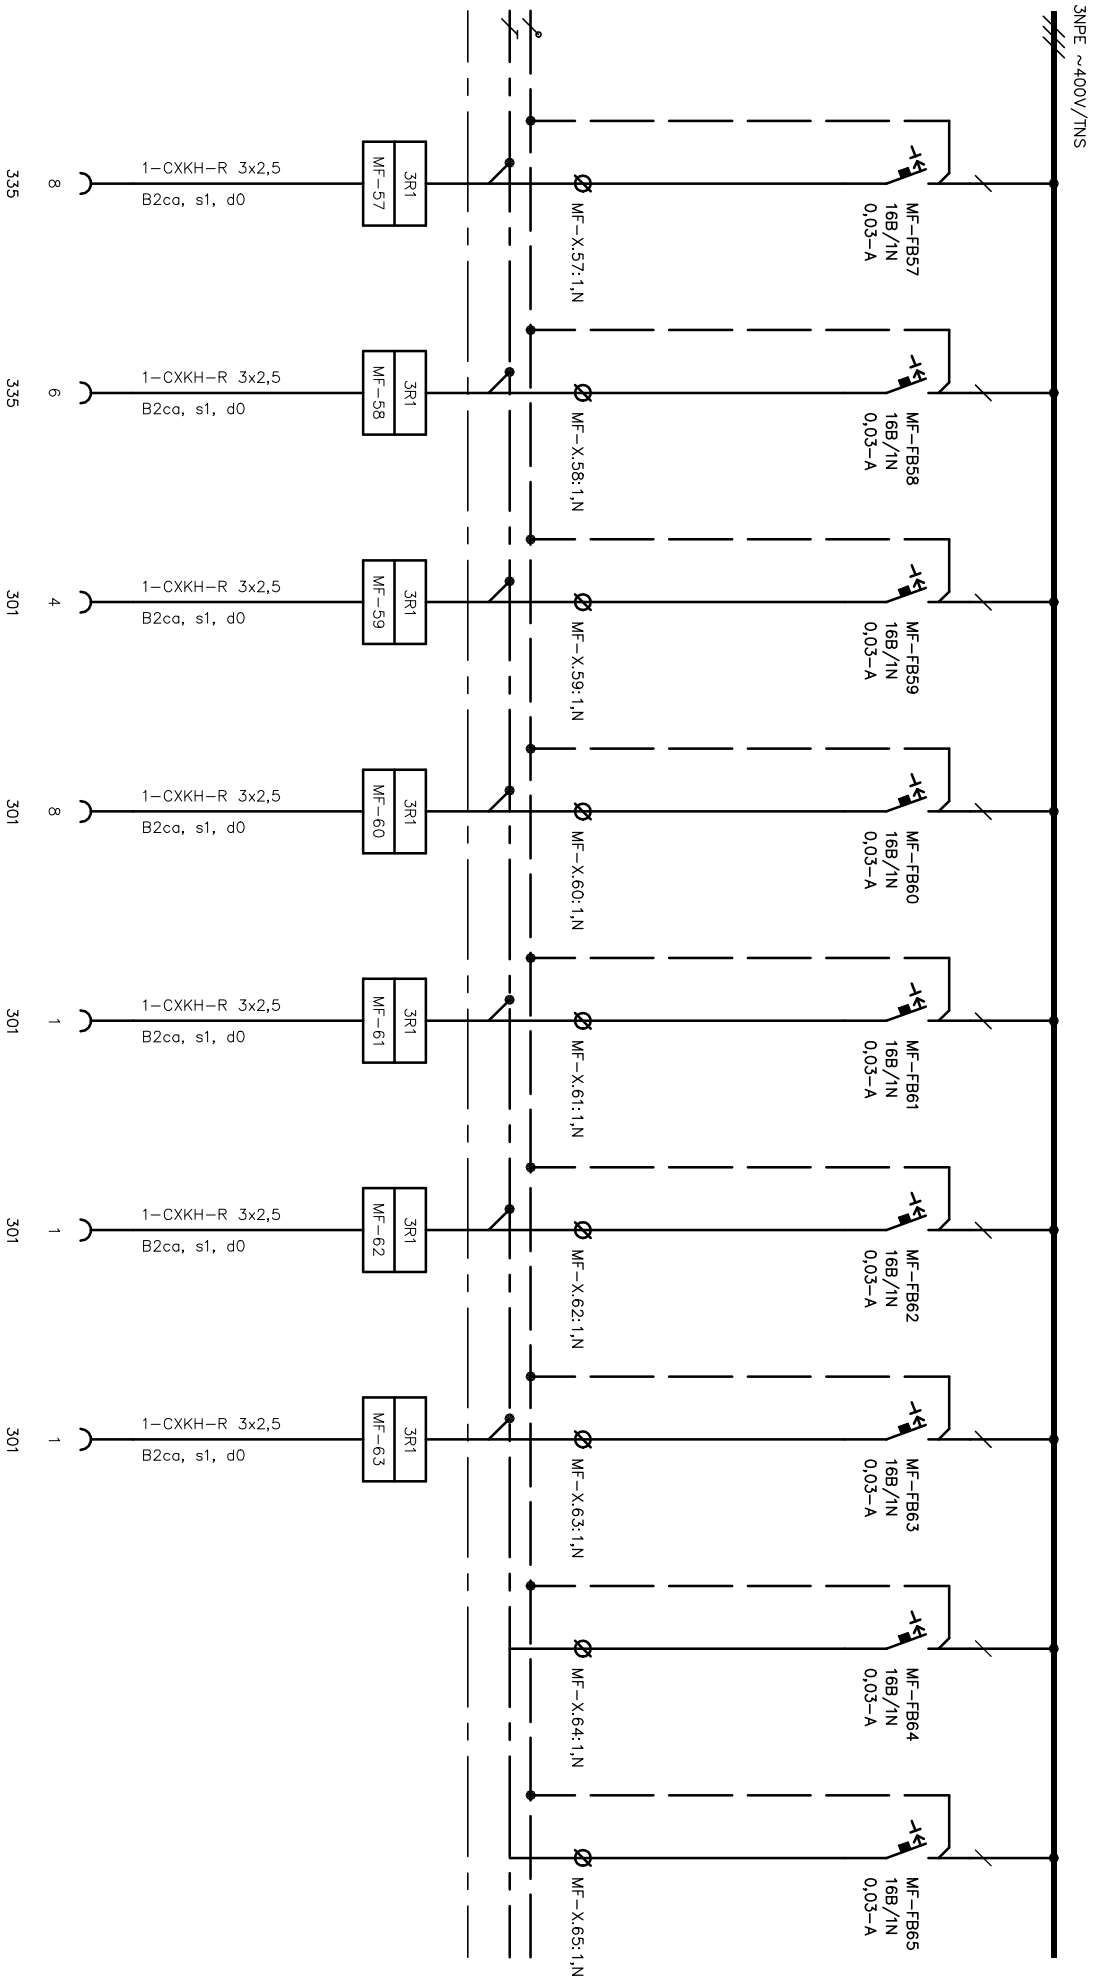 3NPE ~400V/TNS
MF-FB57
16B/1N
0,03-A
MF-X.57:1,N
3R1
MF-57
1-CXKH-R 3x2,5
B2ca, s1, d0
8
335
MF-FB58
16B/1N
0,03-A
MF-X.58:1,N
3R1
MF-58
1-CXKH-R 3x2,5
B2ca, s1, d0
6
335
MF-FB59
16B/1N
0,03-A
MF-X.59:1,N
3R1
MF-59
1-CXKH-R 3x2,5
B2ca, s1, d0
4
301
MF-FB60
16B/1N
0,03-A
MF-X.60:1,N
3R1
MF-60
1-CXKH-R 3x2,5
B2ca, s1, d0
8
301
MF-FB61
16B/1N
0,03-A
MF-X.61:1,N
3R1
MF-61
1-CXKH-R 3x2,5
B2ca, s1, d0
1
301
MF-FB62
16B/1N
0,03-A
MF-X.62:1,N
3R1
MF-62
1-CXKH-R 3x2,5
B2ca, s1, d0
1
301
MF-FB63
16B/1N
0,03-A
MF-X.63:1,N
3R1
MF-63
1-CXKH-R 3x2,5
B2ca, s1, d0
1
301
MF-FB64
16B/1N
0,03-A
MF-X.64:1,N
MF-FB65
16B/1N
0,03-A
MF-X.65:1,N